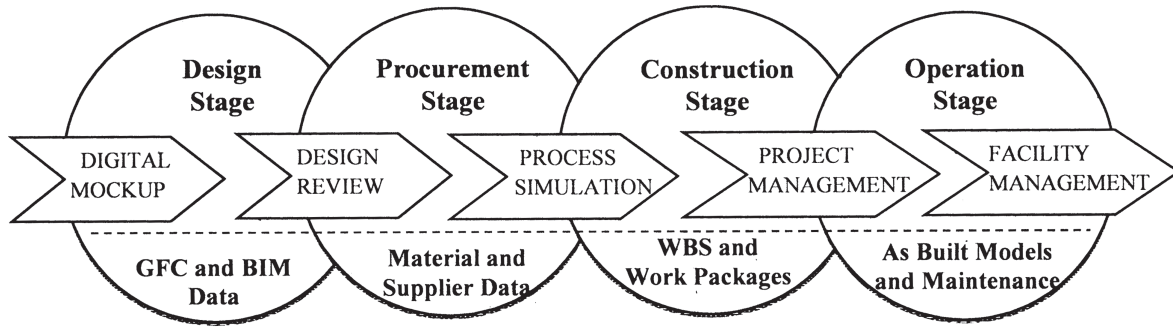 Design
Stage
Procurement
Stage
Construction
Stage
Operation
Stage
DIGITAL
MOCKUP
DESIGN
REVIEW
PROCESS
SIMULATION
PROJECT
MANAGEMENT
FACILITY
MANAGEMENT
GFC and BIM
Data
Material and
Supplier Data
WBS and
Work Packages
As Built Models
and Maintenance